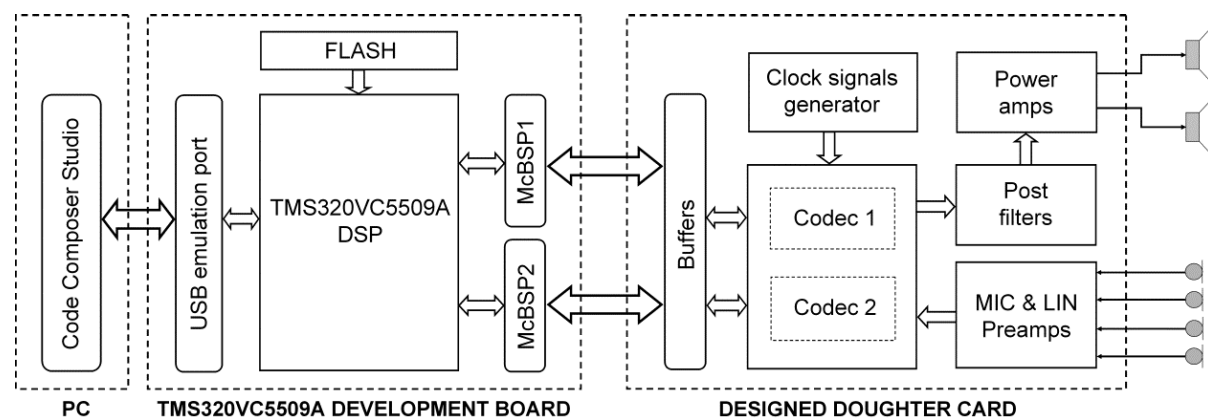 Code Composer Studio
PC
FLASH
USB emulation port
TMS320VC5509A
DSP
McBSP1
McBSP2
TMS320VC5509A DEVELOPMENT BOARD
Buffers
Clock signals
generator
Codec 1
Codec 2
Power
amps
Post
filters
MIC & LIN
Preamps
DESIGNED DOUGHTER CARD